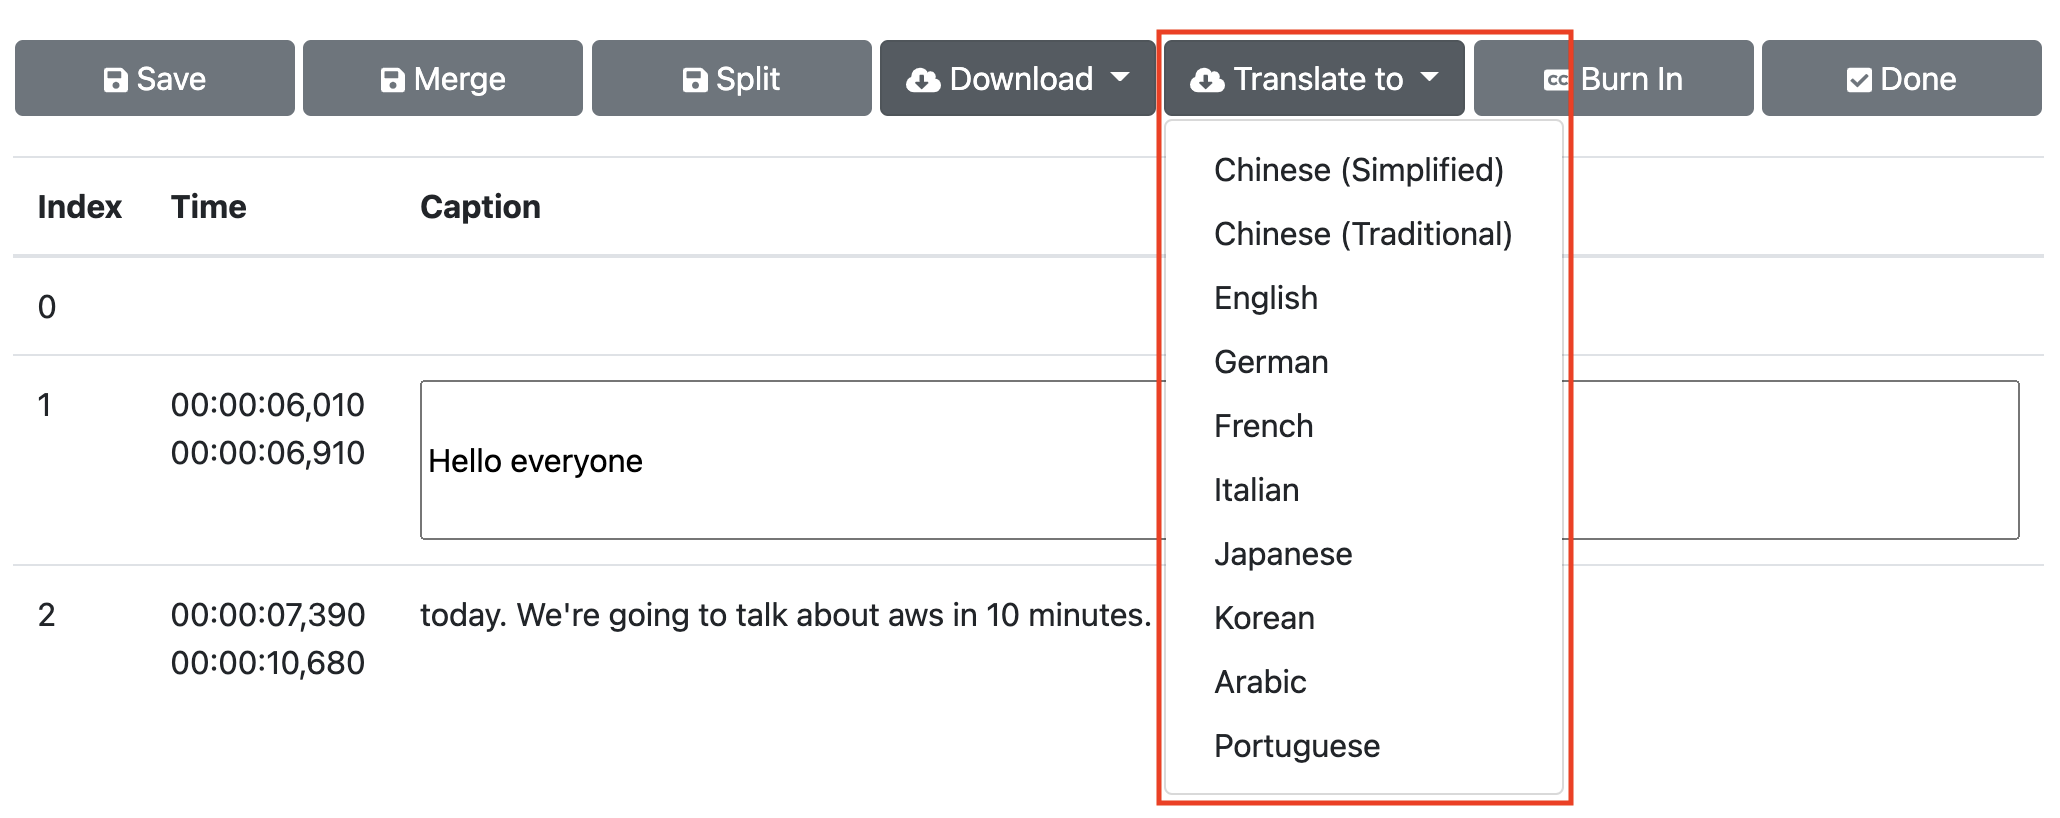 Save Merge Split Download Translate to CC Burn In Done
Index Time Caption
0
1 00:00:06,010
00:00:06,910
Hello everyone
2 00:00:07,390 today. We're going to talk about aws in 10 minutes.
00:00:10,680
Chinese (Simplified)
Chinese (Traditional)
English
German
French
Italian
Japanese
Korean
Arabic
Portuguese